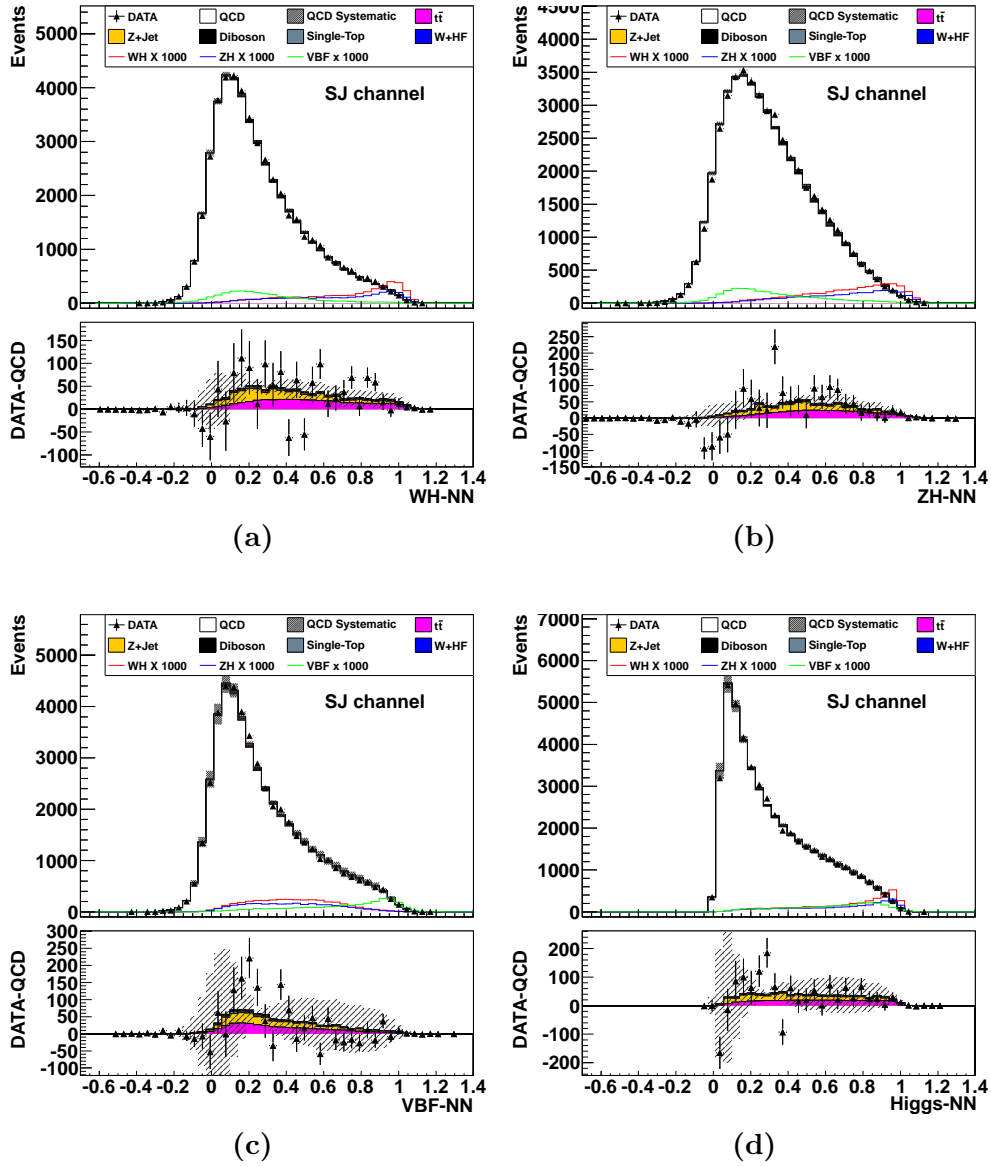 Events
DATA QCD QCD Systematic tt̄
Z+Jet Diboson Single-Top W+HF
WH X 1000 ZH X 1000 VBF x 1000
SJ channel
4000
3000
2000
1000
0
DATA-QCD
150
100
50
0
-50
-100
-0.6 -0.4 -0.2 0 0.2 0.4 0.6 0.8 1 1.2 1.4
WH-NN
(a)
Events
4500
DATA QCD QCD Systematic tt̄
Z+Jet Diboson Single-Top W+HF
WH X 1000 ZH X 1000 VBF x 1000
SJ channel
4000
3500
3000
2500
2000
1500
1000
500
0
DATA-QCD
250
200
150
100
50
0
-50
-100
-150
-0.6 -0.4 -0.2 0 0.2 0.4 0.6 0.8 1 1.2 1.4
ZH-NN
(b)
Events
DATA QCD QCD Systematic tt̄
Z+Jet Diboson Single-Top W+HF
WH X 1000 ZH X 1000 VBF x 1000
SJ channel
5000
4000
3000
2000
1000
0
DATA-QCD
300
250
200
150
100
50
0
-50
-100
-0.6 -0.4 -0.2 0 0.2 0.4 0.6 0.8 1 1.2 1.4
VBF-NN
(c)
Events
7000
DATA QCD QCD Systematic tt̄
Z+Jet Diboson Single-Top W+HF
WH X 1000 ZH X 1000 VBF x 1000
SJ channel
6000
5000
4000
3000
2000
1000
0
DATA-QCD
200
100
0
-100
-200
-0.6 -0.4 -0.2 0 0.2 0.4 0.6 0.8 1 1.2 1.4
Higgs-NN
(d)